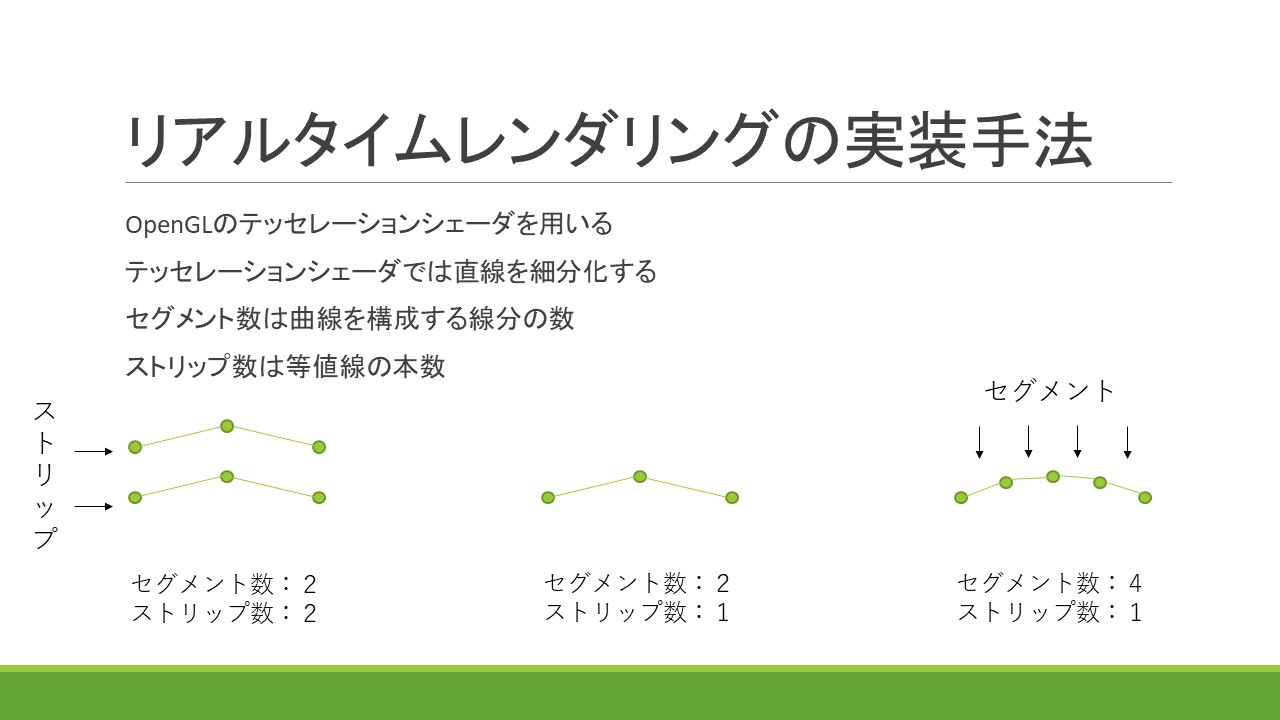 リアルタイムレンダリングの実装手法
OpenGLのテッセレーションシェーダを用いる
テッセレーションシェーダでは直線を細分化する
セグメント数は曲線を構成する線分の数
ストリップ数は等値線の本数
ストリップ
セグメント
セグメント数：２
ストリップ数：２
セグメント数：２
ストリップ数：１
セグメント数：４
ストリップ数：１